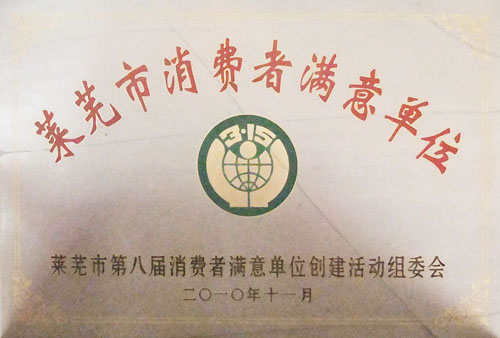 莱芜市消费者满意单位
3·15
莱芜市第八届消费者满意单位创建活动组委会
二〇一〇年十一月